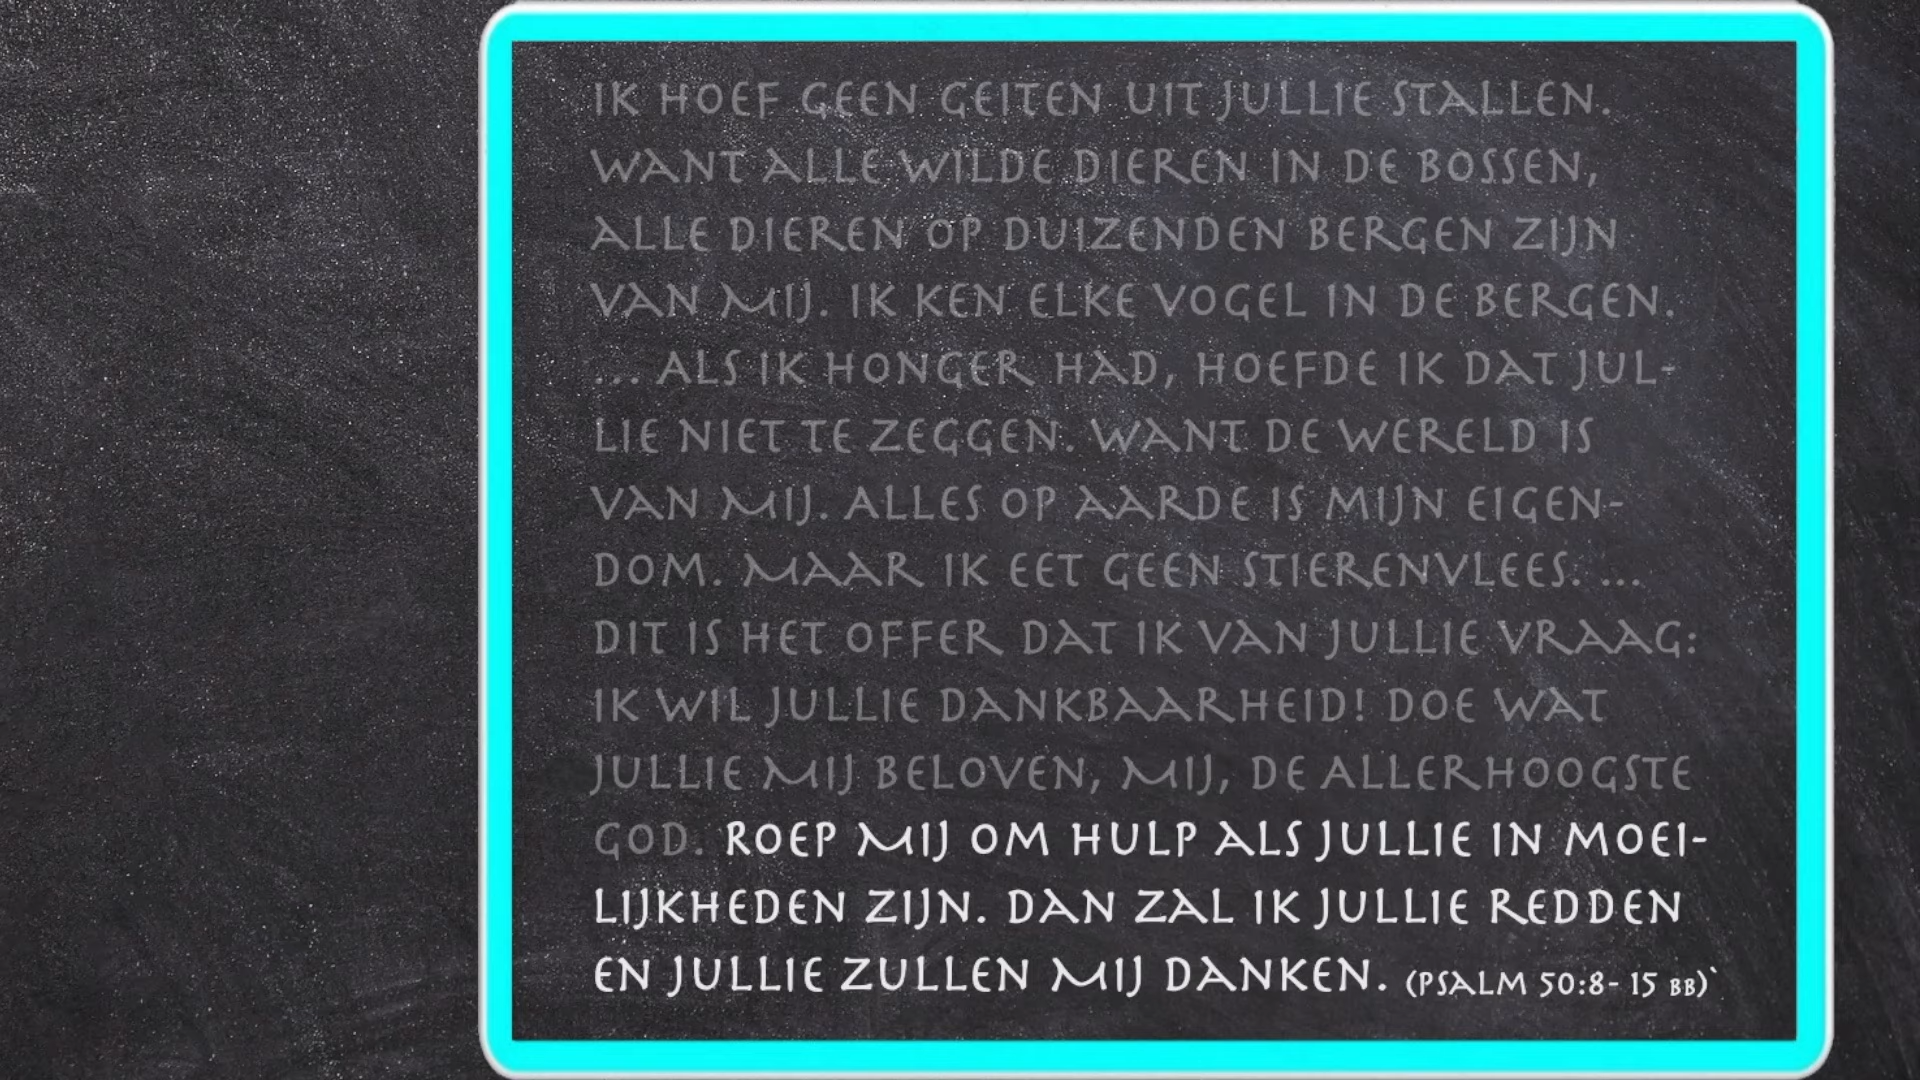 IK HOEF GEEN GEITEN UIT JULLIE STALLEN.
WANT ALLE WILDE DIEREN IN DE BOSSEN,
ALLE DIEREN OP DUIZENDEN BERGEN ZIJN
VAN MIJ. IK KEN ELKE VOGEL IN DE BERGEN.
... ALS IK HONGER HAD, HOEFDE IK DAT JUL-
LIE NIET TE ZEGGEN. WANT DE WERELD IS
VAN MIJ. ALLES OP AARDE IS MIJN EIGEN-
DOM. MAAR IK EET GEEN STIERENVLEES. ...
DIT IS HET OFFER DAT IK VAN JULLIE VRAAG:
IK WIL JULLIE DANKBAARHEID! DOE WAT
JULLIE MIJ BELOVEN, MIJ, DE ALLERHOOGSTE
GOD. ROEP MIJ OM HULP ALS JULLIE IN MOEI-
LIJKHEDEN ZIJN. DAN ZAL IK JULLIE REDDEN
EN JULLIE ZULLEN MIJ DANKEN. (PSALM 50:8- 15 BB)`